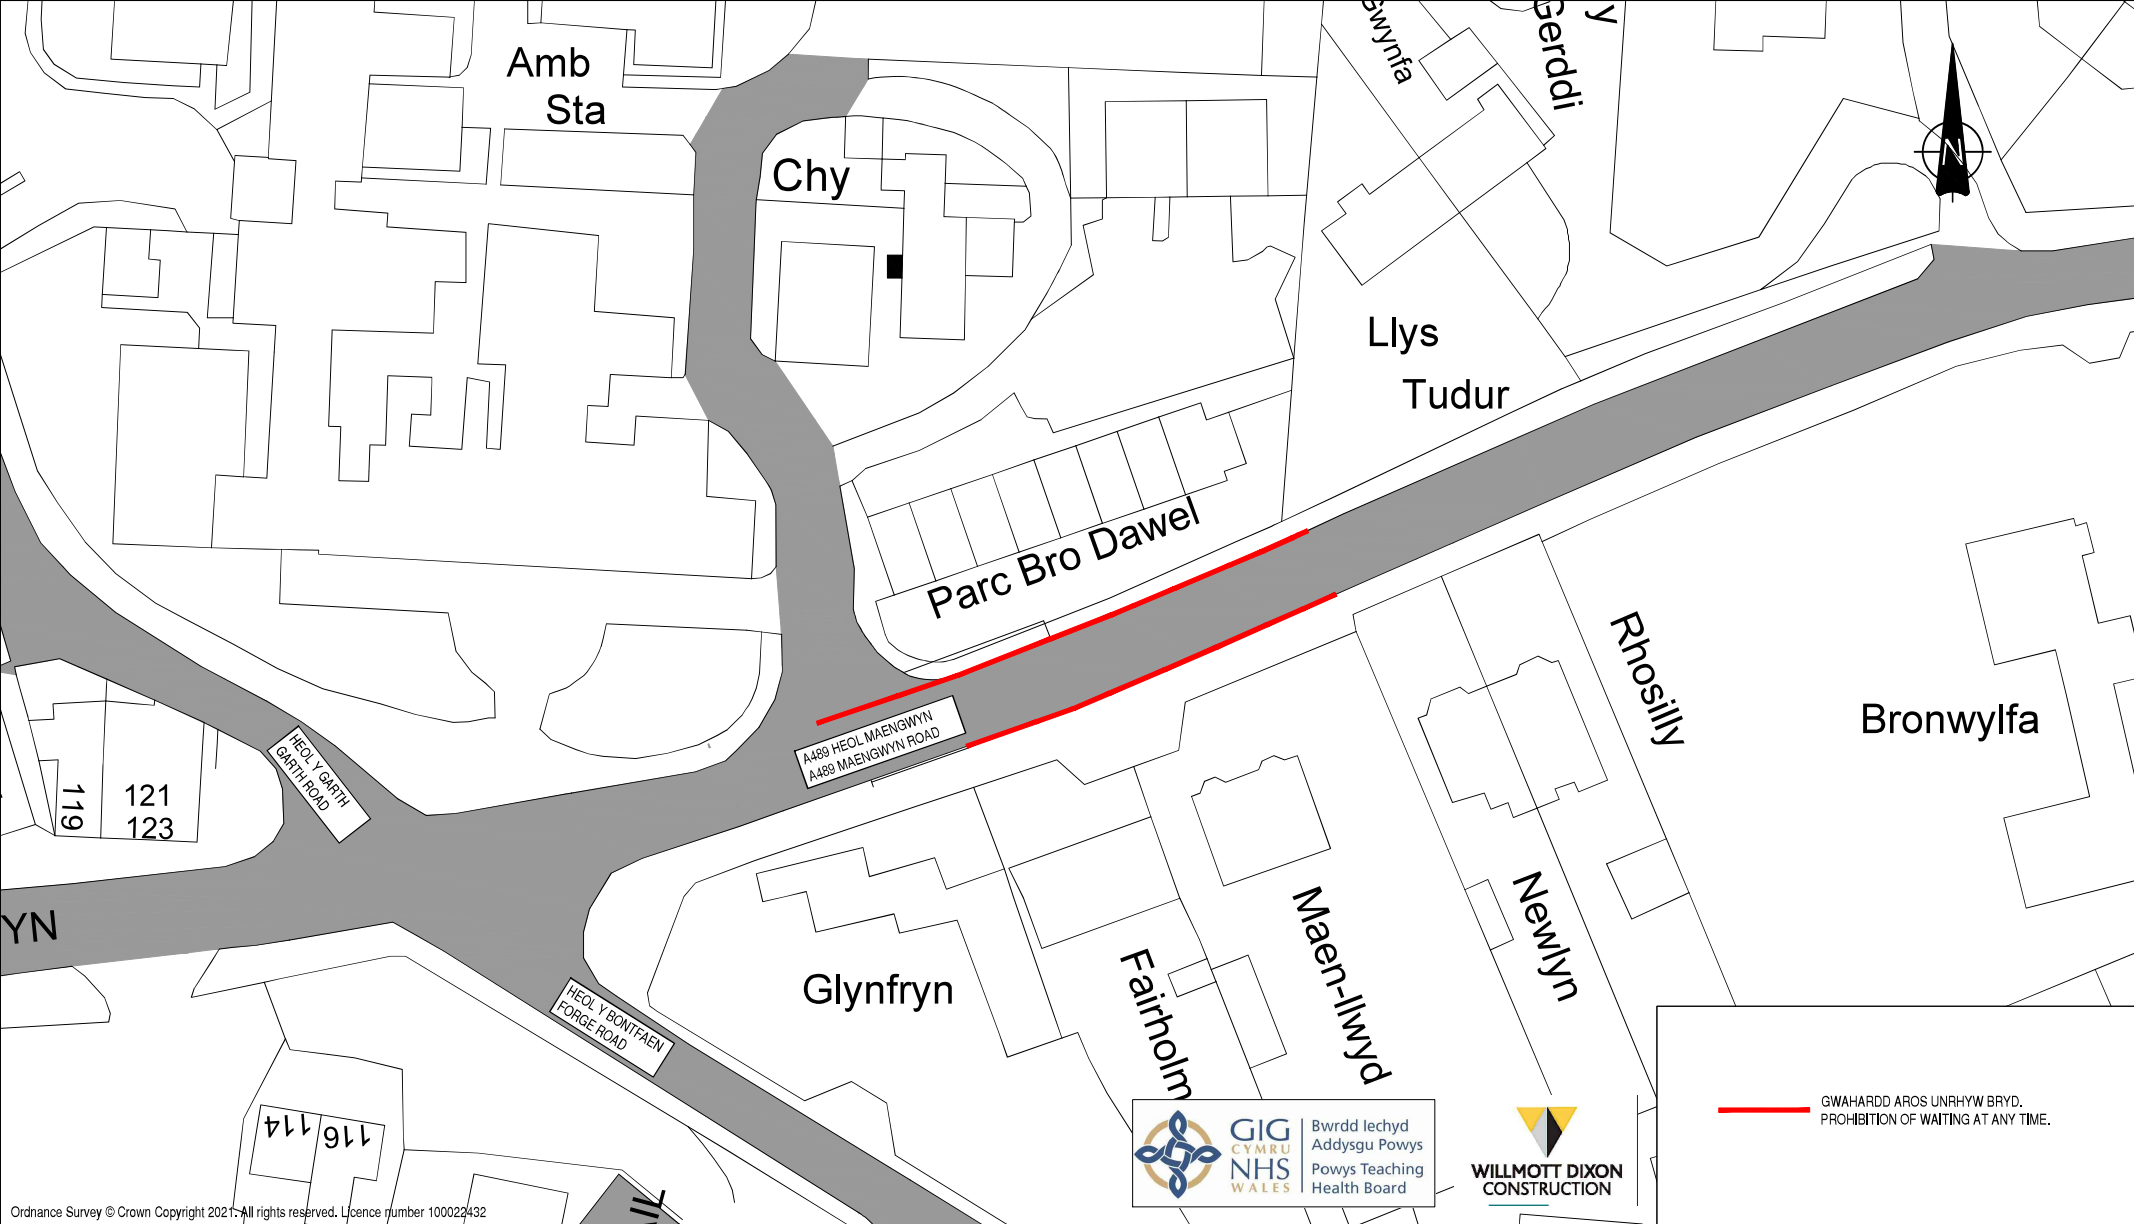 Amb
Sta
Gwynfa
Gerddi
y
N
Chy
Llys
Tudur
Parc Bro Dawel
Rhosilly
Bronwylfa
A489 HEOL MAENGWYN
A489 MAENGWYN ROAD
HEOL Y GARTH
GARTH ROAD
119
121
123
YN
Glynfryn
Fairholm
Maen-llwyd
Newlyn
HEOL Y BONTFAEN
FORGE ROAD
114
116
GWAHARDD AROS UNRHYW BRYD.
PROHIBITION OF WAITING AT ANY TIME.
GIG
CYMRU
NHS
WALES
Bwrdd Iechyd
Addysgu Powys
Powys Teaching
Health Board
WILLMOTT DIXON
CONSTRUCTION
Ordnance Survey © Crown Copyright 2021. All rights reserved. Licence number 100022432